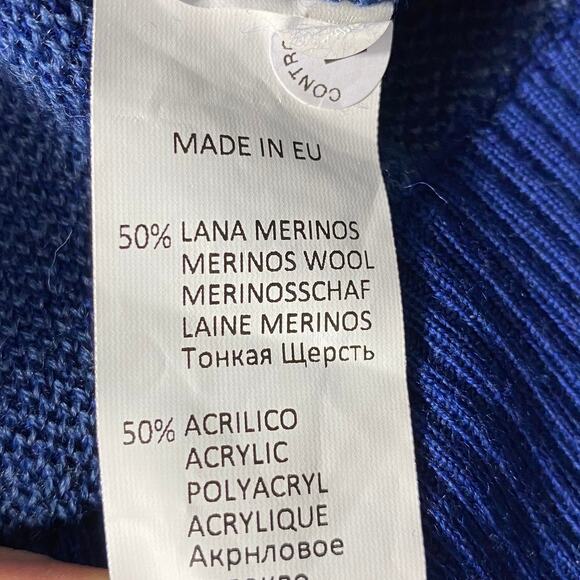 CONTRO
MADE IN EU
50% LANA MERINOS
MERINOS WOOL
MERINOSSCHAF
LAINE MERINOS
Тонкая Щерсть
50% ACRILICO
ACRYLIC
POLYACRYL
ACRYLIQUE
Акрнловое